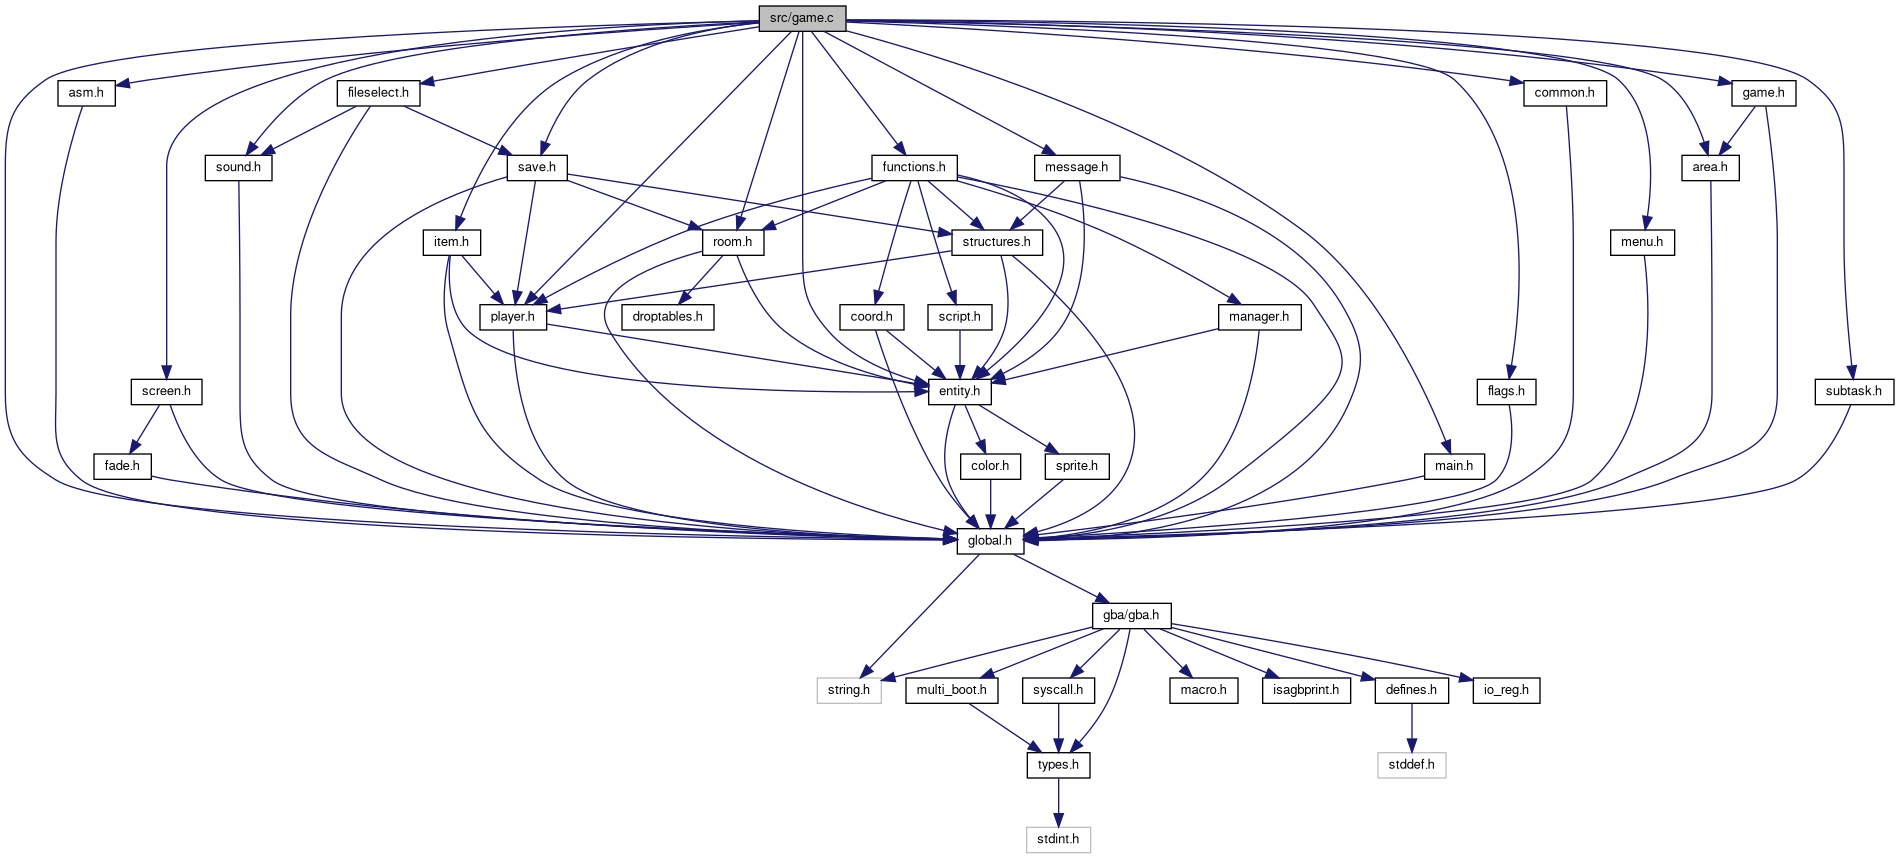 src/game.c
asm.h
fileselect.h
common.h
game.h
sound.h
save.h
functions.h
message.h
area.h
item.h
room.h
structures.h
menu.h
player.h
droptables.h
coord.h
script.h
manager.h
screen.h
entity.h
flags.h
subtask.h
fade.h
color.h
sprite.h
main.h
global.h
gba/gba.h
string.h
multi_boot.h
syscall.h
macro.h
isagbprint.h
defines.h
io_reg.h
types.h
stddef.h
stdint.h